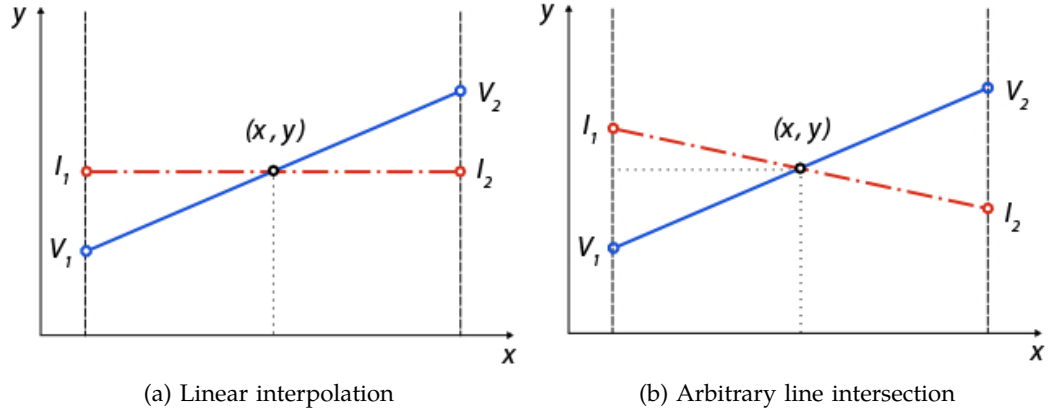 y
V₂
(x, y)
I₁
I₂
V₁
x
(a) Linear interpolation
y
V₂
I₁
(x, y)
I₂
V₁
x
(b) Arbitrary line intersection